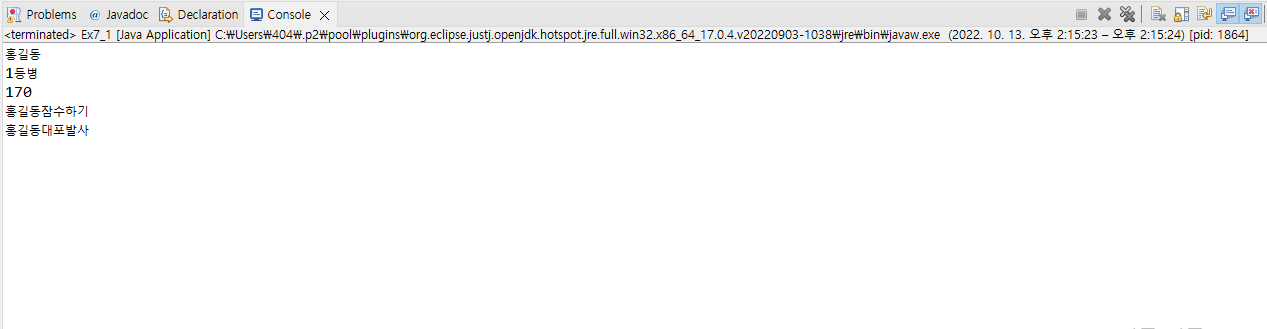 Problems @ Javadoc Declaration Console
<terminated> Ex7_1 [Java Application] C:₩Users₩404₩.p2₩pool₩plugins₩org.eclipse.justj.openjdk.hotspot.jre.full.win32.x86_64_17.0.4.v20220903-1038₩jre₩bin₩javaw.exe (2022. 10. 13. 오후 2:15:23 – 오후 2:15:24) [pid: 1864]
홍길동
1등병
170
홍길동잠수하기
홍길동대포발사